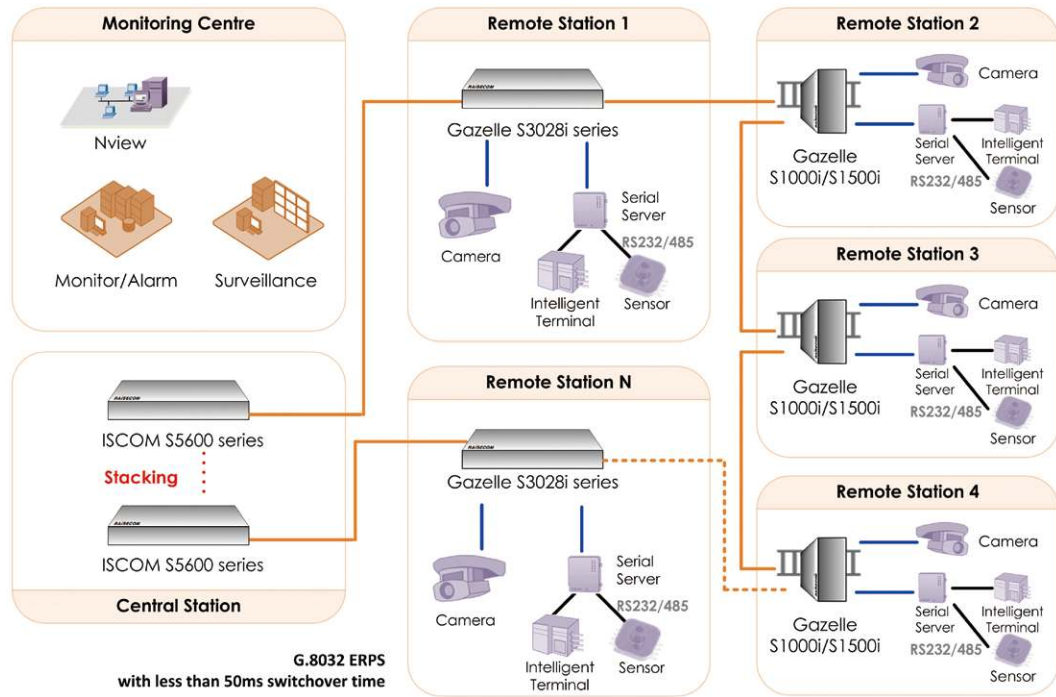 Monitoring Centre
Nview
Monitor/Alarm
Surveillance
RAISECOM
ISCOM S5600 series
Stacking
RAISECOM
ISCOM S5600 series
Central Station
G.8032 ERPS
with less than 50ms switchover time
Remote Station 1
RAISECOM
Gazelle S3028i series
Camera
Serial
Server
RS232/485
Intelligent
Terminal
Sensor
Remote Station N
RAISECOM
Gazelle S3028i series
Camera
Serial
Server
RS232/485
Intelligent
Terminal
Sensor
Remote Station 2
Camera
Gazelle
S1000i/S1500i
Serial
Server
Intelligent
Terminal
RS232/485
Sensor
Remote Station 3
Camera
Gazelle
S1000i/S1500i
Serial
Server
Intelligent
Terminal
RS232/485
Sensor
Remote Station 4
Camera
Gazelle
S1000i/S1500i
Serial
Server
Intelligent
Terminal
RS232/485
Sensor